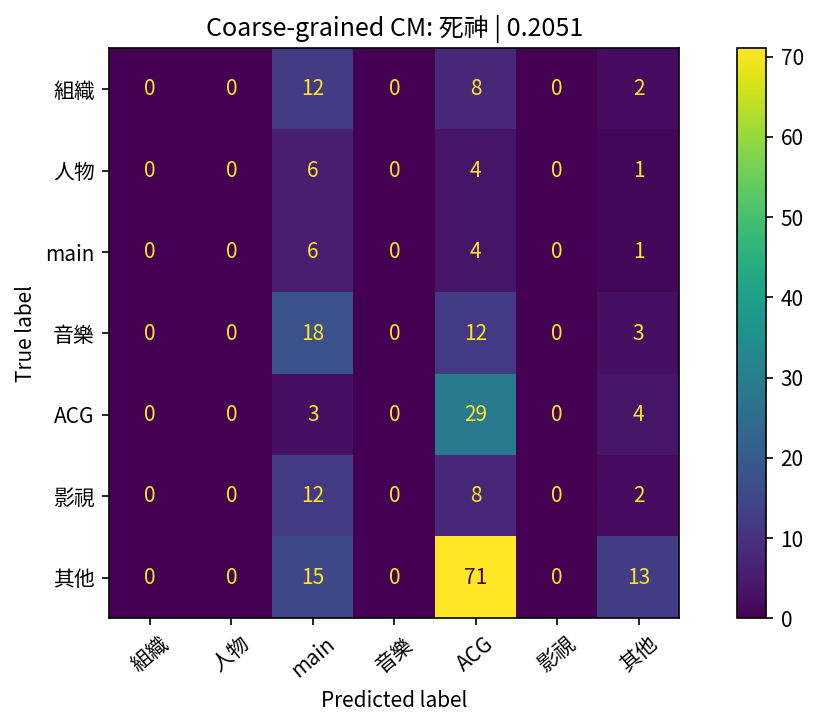 Coarse-grained CM: 死神 | 0.2051
True label
組織 0 0 12 0 8 0 2
人物 0 0 6 0 4 0 1
main 0 0 6 0 4 0 1
音樂 0 0 18 0 12 0 3
ACG 0 0 3 0 29 0 4
影視 0 0 12 0 8 0 2
其他 0 0 15 0 71 0 13
組織 人物 main 音樂 ACG 影視 其他
Predicted label
70
60
50
40
30
20
10
0